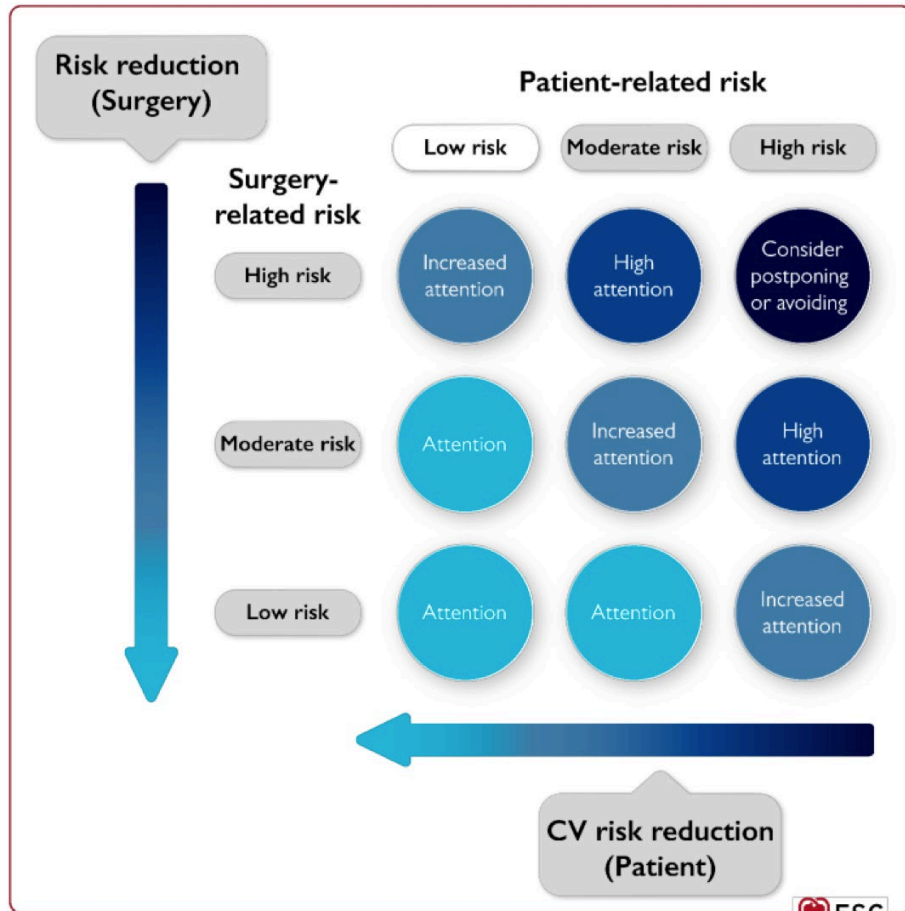 Risk reduction
(Surgery)
Patient-related risk
Low risk
Moderate risk
High risk
Surgery-
related risk
High risk
Increased
attention
High
attention
Consider
postponing
or avoiding
Moderate risk
Attention
Increased
attention
High
attention
Low risk
Attention
Attention
Increased
attention
CV risk reduction
(Patient)
ESC